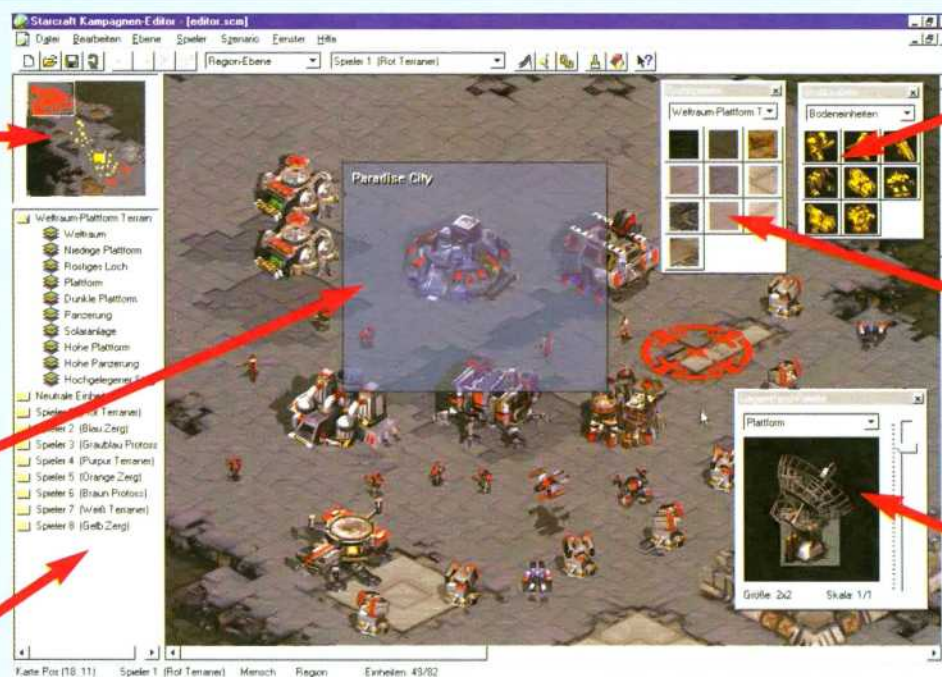 Starcraft Kampagnen-Editor - [editor.scm]
Datei Bearbeiten Ebene Spieler Szenario Fenster Hilfe
Region-Ebene
Spieler 1 (Rot Terraner)
Weltraum-Plattform T
Bodeneinheiten
Paradise City
Weltraum-Plattform Terrain
Weltraum
Niedrige Plattform
Rostiges Loch
Plattform
Dunkle Plattform
Panzerung
Solaranlage
Hohe Plattform
Hohe Panzerung
Hochgelegener
Neutrale
Spieler Terraner)
Spieler 2 (Blau Zerg)
Spieler 3 (Graublau Protoss
Spieler 4 (Purpur Terraner)
Spieler 5 (Orange Zerg)
Spieler 6 (Braun Protoss)
Spieler 7 (Weiß Terraner)
Spieler 8 (Gelb Zerg)
Plattform
Größe: 2x2 Skala: 1/1
Karte Pos (18, 11) Spieler 1 (Rot Terraner) Mensch Region Einheiten: 49/82